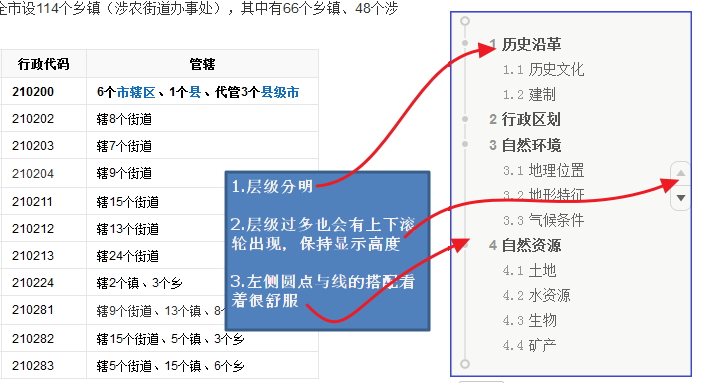 全市设114个乡镇（涉农街道办事处），其中有66个乡镇、48个涉
行政代码 管辖
210200 6个市辖区、1个县、代管3个县级市
210202 辖8个街道
210203 辖7个街道
210204 辖9个街道
210211 辖15个街道
210212 辖13个街道
210213 辖24个街道
210224 辖2个镇、3个乡
210281 辖9个街道、13个镇、8
210282 辖15个街道、5个镇、3个乡
210283 辖5个街道、15个镇、6个乡
1.层级分明
2.层级过多也会有上下滚
轮出现，保持显示高度
3.左侧圆点与线的搭配看
着很舒服
1 历史沿革
1.1 历史文化
1.2 建制
2 行政区划
3 自然环境
3.1 地理位置
3.2 地形特征
3.3 气候条件
4 自然资源
4.1 土地
4.2 水资源
4.3 生物
4.4 矿产